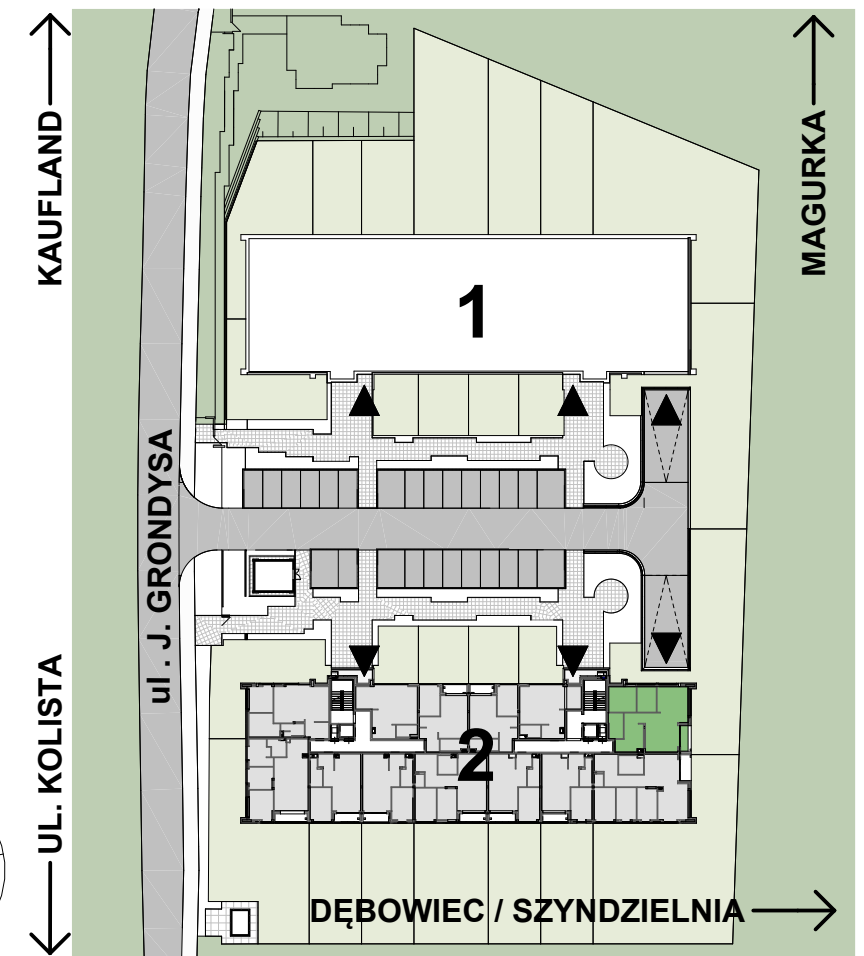 KAUFLAND
MAGURKA
1
ul . J. GRONDYSA
2
UL. KOLISTA
DĘBOWIEC / SZYNDZIELNIA